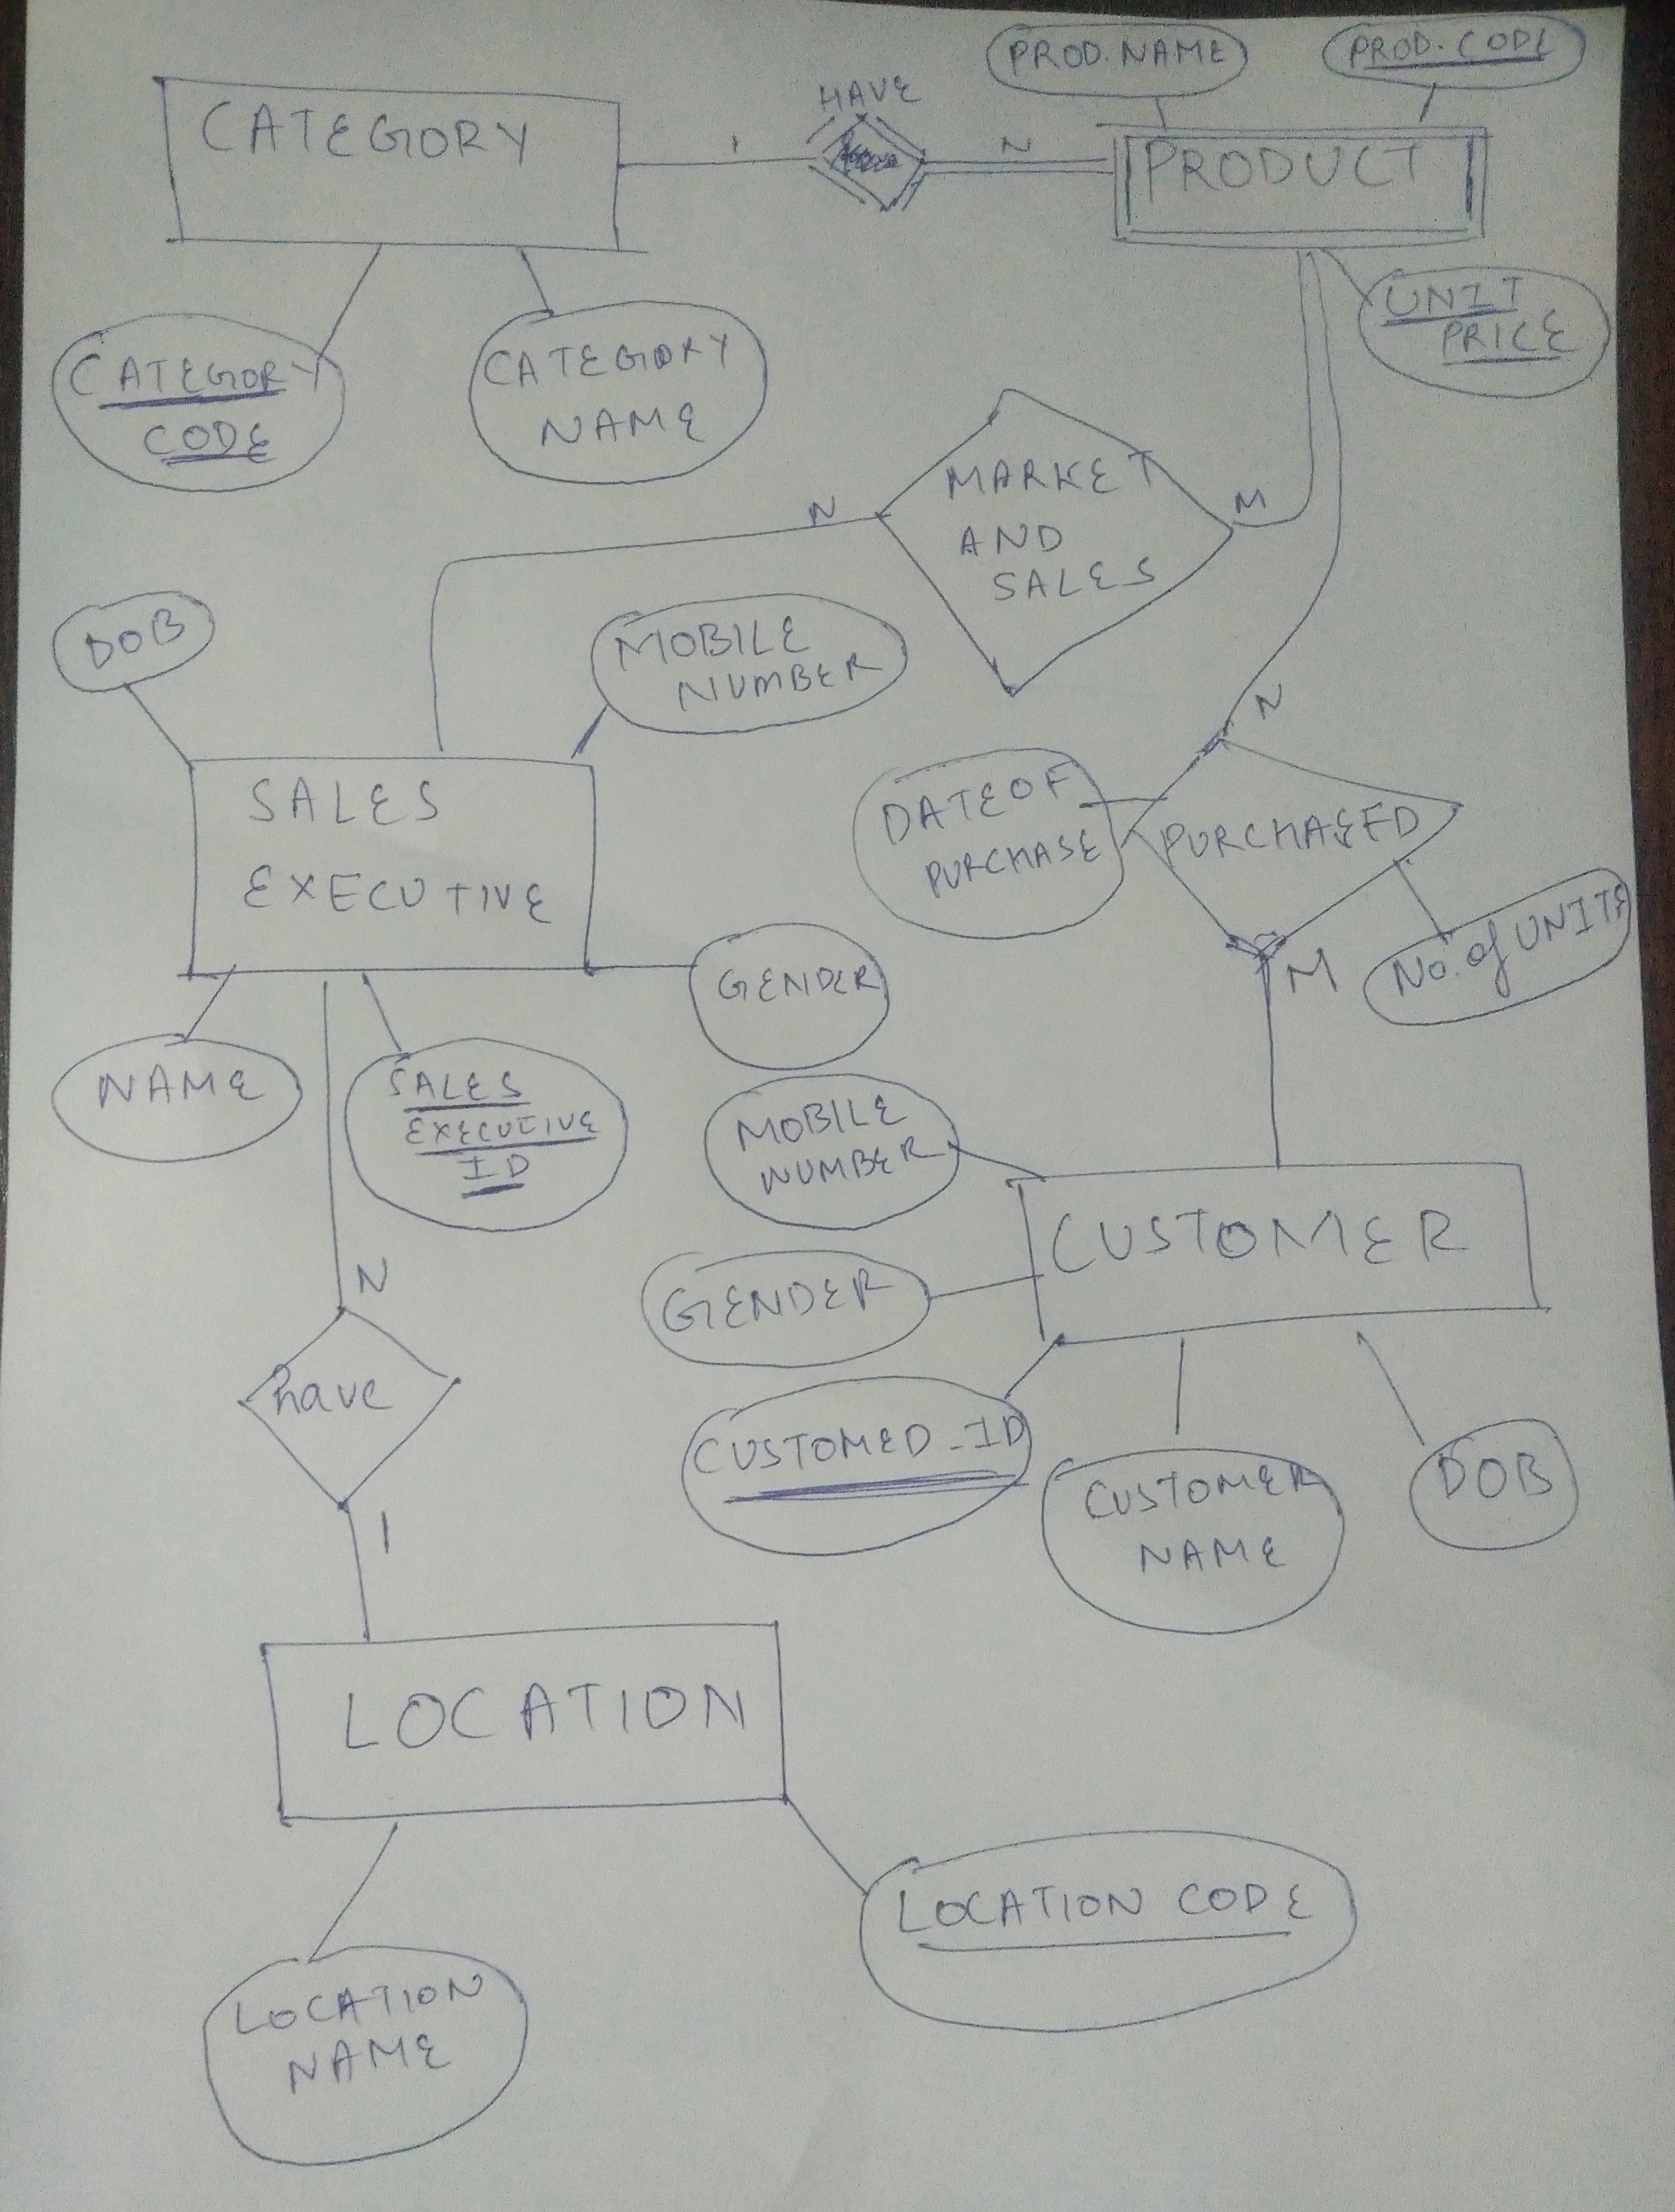 PROD. NAME
PROD. CODE
HAVE
CATEGORY
1
N
PRODUCT
UNIT
PRICE
CATEGORY
CODE
CATEGORY
NAME
MARKET
AND
SALES
N
M
DOB
MOBILE
NUMBER
N
SALES
EXECUTIVE
DATE OF
PURCHASE
PURCHASED
No. of UNITS
M
GENDER
NAME
SALES
EXECUTIVE
ID
MOBILE
NUMBER
CUSTOMER
N
GENDER
have
CUSTOMED_ID
CUSTOMER
NAME
DOB
1
LOCATION
LOCATION CODE
LOCATION
NAME